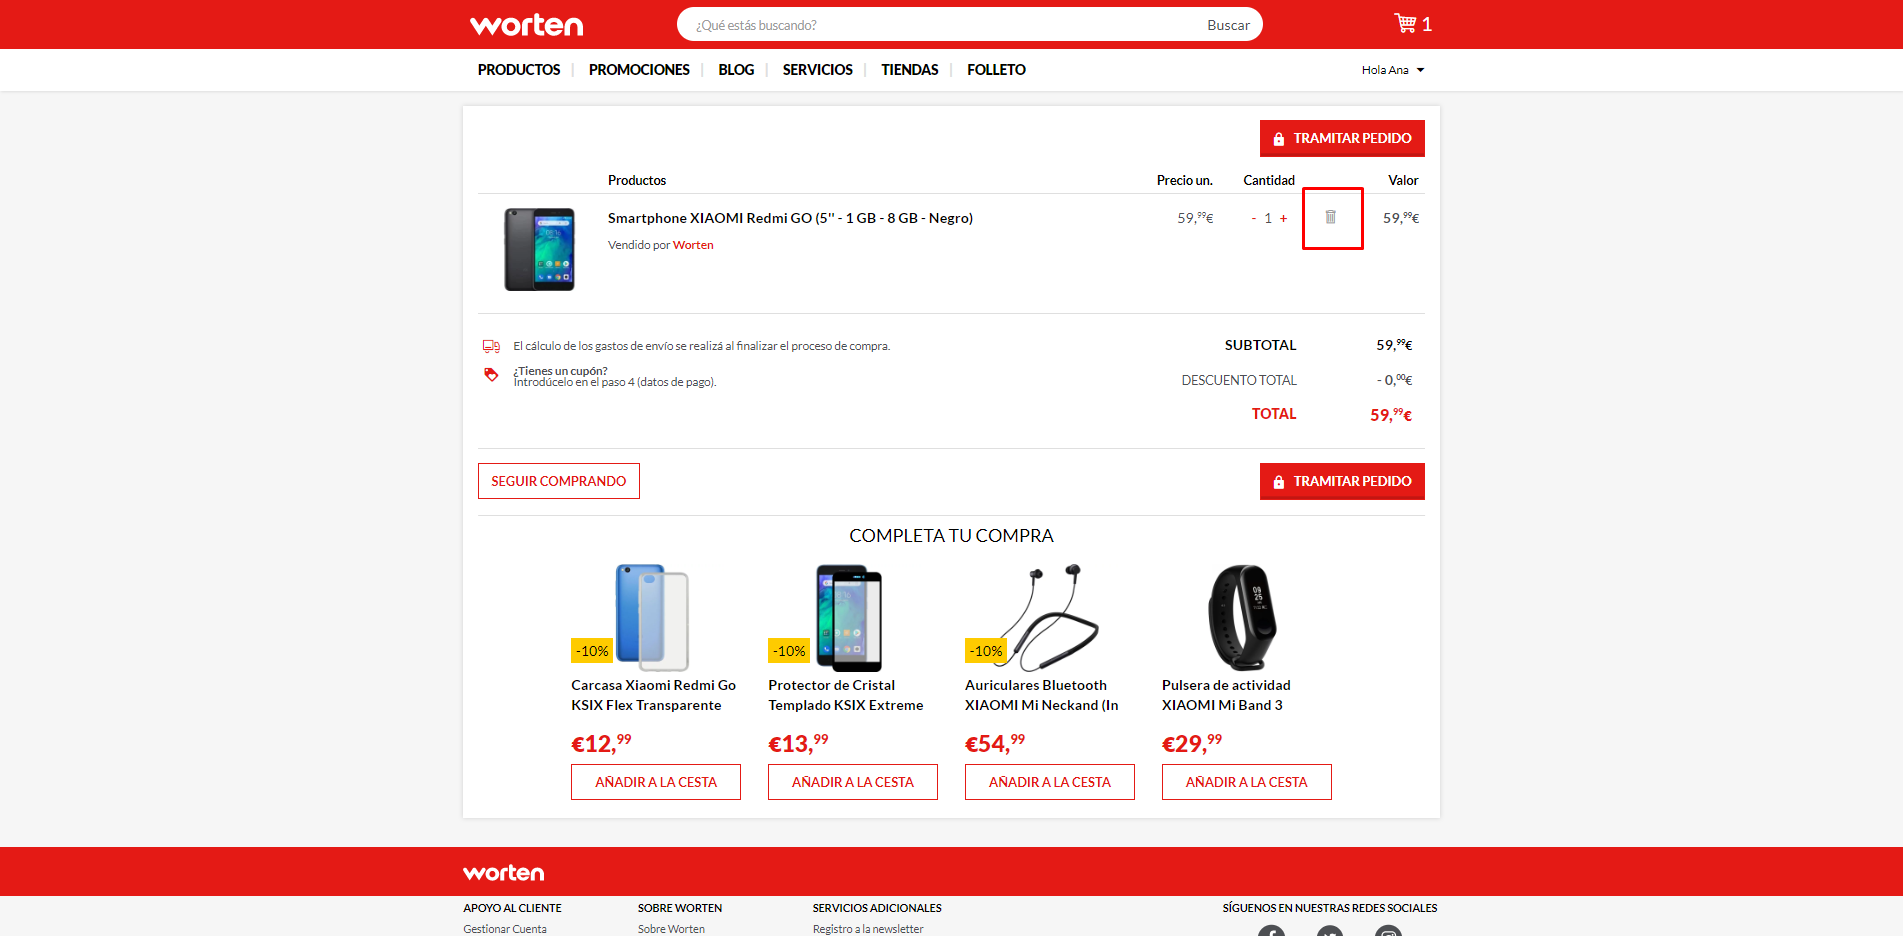 worten
¿Qué estás buscando?
Buscar
1
PRODUCTOS
PROMOCIONES
BLOG
SERVICIOS
TIENDAS
FOLLETO
Hola Ana
TRAMITAR PEDIDO
Productos
Precio un.
Cantidad
Valor
Smartphone XIAOMI Redmi GO (5'' - 1 GB - 8 GB - Negro)
59,99€
- 1 +
59,99€
Vendido por Worten
El cálculo de los gastos de envío se realizá al finalizar el proceso de compra.
SUBTOTAL
59,99€
¿Tienes un cupón?
Introdúcelo en el paso 4 (datos de pago).
DESCUENTO TOTAL
- 0,00€
TOTAL
59,99€
SEGUIR COMPRANDO
TRAMITAR PEDIDO
COMPLETA TU COMPRA
-10%
Carcasa Xiaomi Redmi Go
KSIX Flex Transparente
€12,99
AÑADIR A LA CESTA
-10%
Protector de Cristal
Templado KSIX Extreme
€13,99
AÑADIR A LA CESTA
-10%
Auriculares Bluetooth
XIAOMI Mi Neckand (In
€54,99
AÑADIR A LA CESTA
09
25
Pulsera de actividad
XIAOMI Mi Band 3
€29,99
AÑADIR A LA CESTA
worten
APOYO AL CLIENTE
Gestionar Cuenta
SOBRE WORTEN
Sobre Worten
SERVICIOS ADICIONALES
Registro a la newsletter
SÍGUENOS EN NUESTRAS REDES SOCIALES